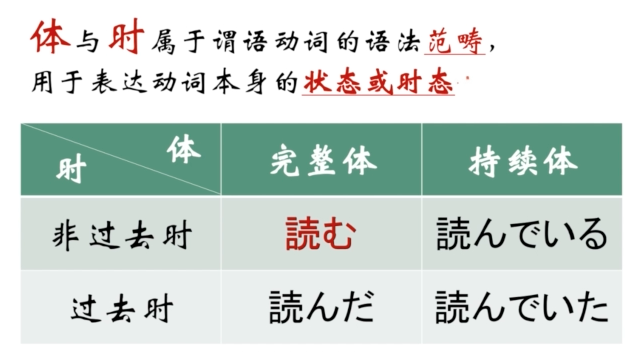 体与时属于谓语动词的语法范畴，
用于表达动词本身的状态或时态
时 体 完整体 持续体
非过去时 読む 読んでいる
过去时 読んだ 読んでいた